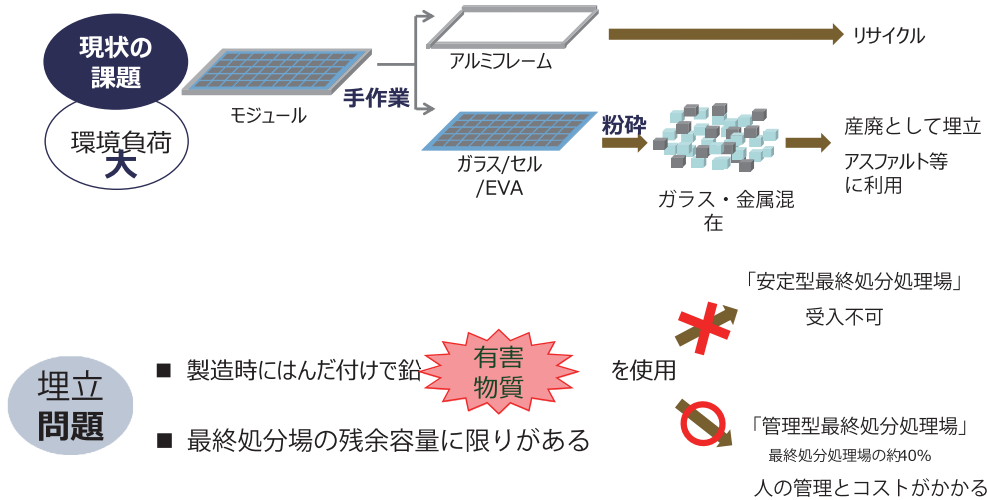 現状の
課題
環境負荷
大
モジュール
手作業
アルミフレーム
リサイクル
ガラス/セル
/EVA
粉砕
ガラス・金属混
在
産廃として埋立
アスファルト等
に利用
埋立
問題
■ 製造時にはんだ付けで鉛
有害
物質
を使用
■ 最終処分場の残余容量に限りがある
「安定型最終処分処理場」
受入不可
「管理型最終処分処理場」
最終処分処理場の約40%
人の管理とコストがかかる